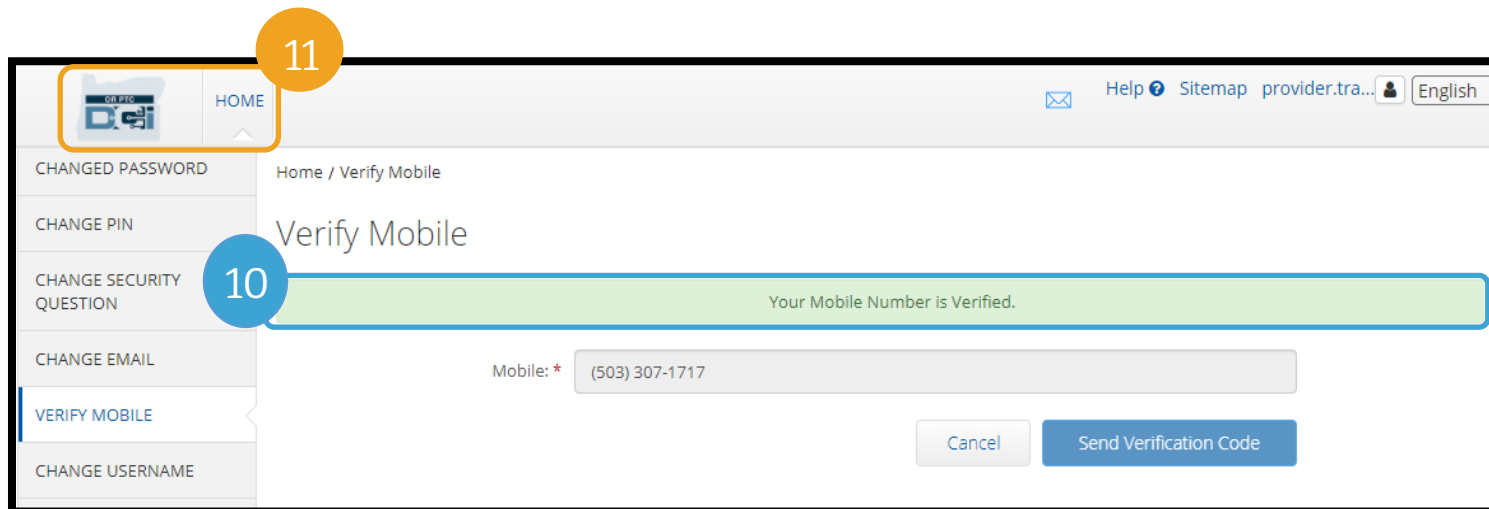 11
OR PTC
DCi
HOME
Help ? Sitemap provider.tra... English
CHANGED PASSWORD
Home / Verify Mobile
CHANGE PIN
Verify Mobile
CHANGE SECURITY
QUESTION
10
Your Mobile Number is Verified.
CHANGE EMAIL
Mobile: * (503) 307-1717
VERIFY MOBILE
Cancel Send Verification Code
CHANGE USERNAME